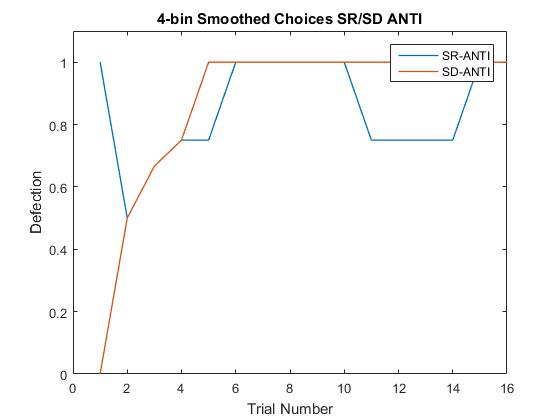 4-bin Smoothed Choices SR/SD ANTI
SR-ANTI
SD-ANTI
1
0.8
0.6
0.4
0.2
0
Defection
0 2 4 6 8 10 12 14 16
Trial Number